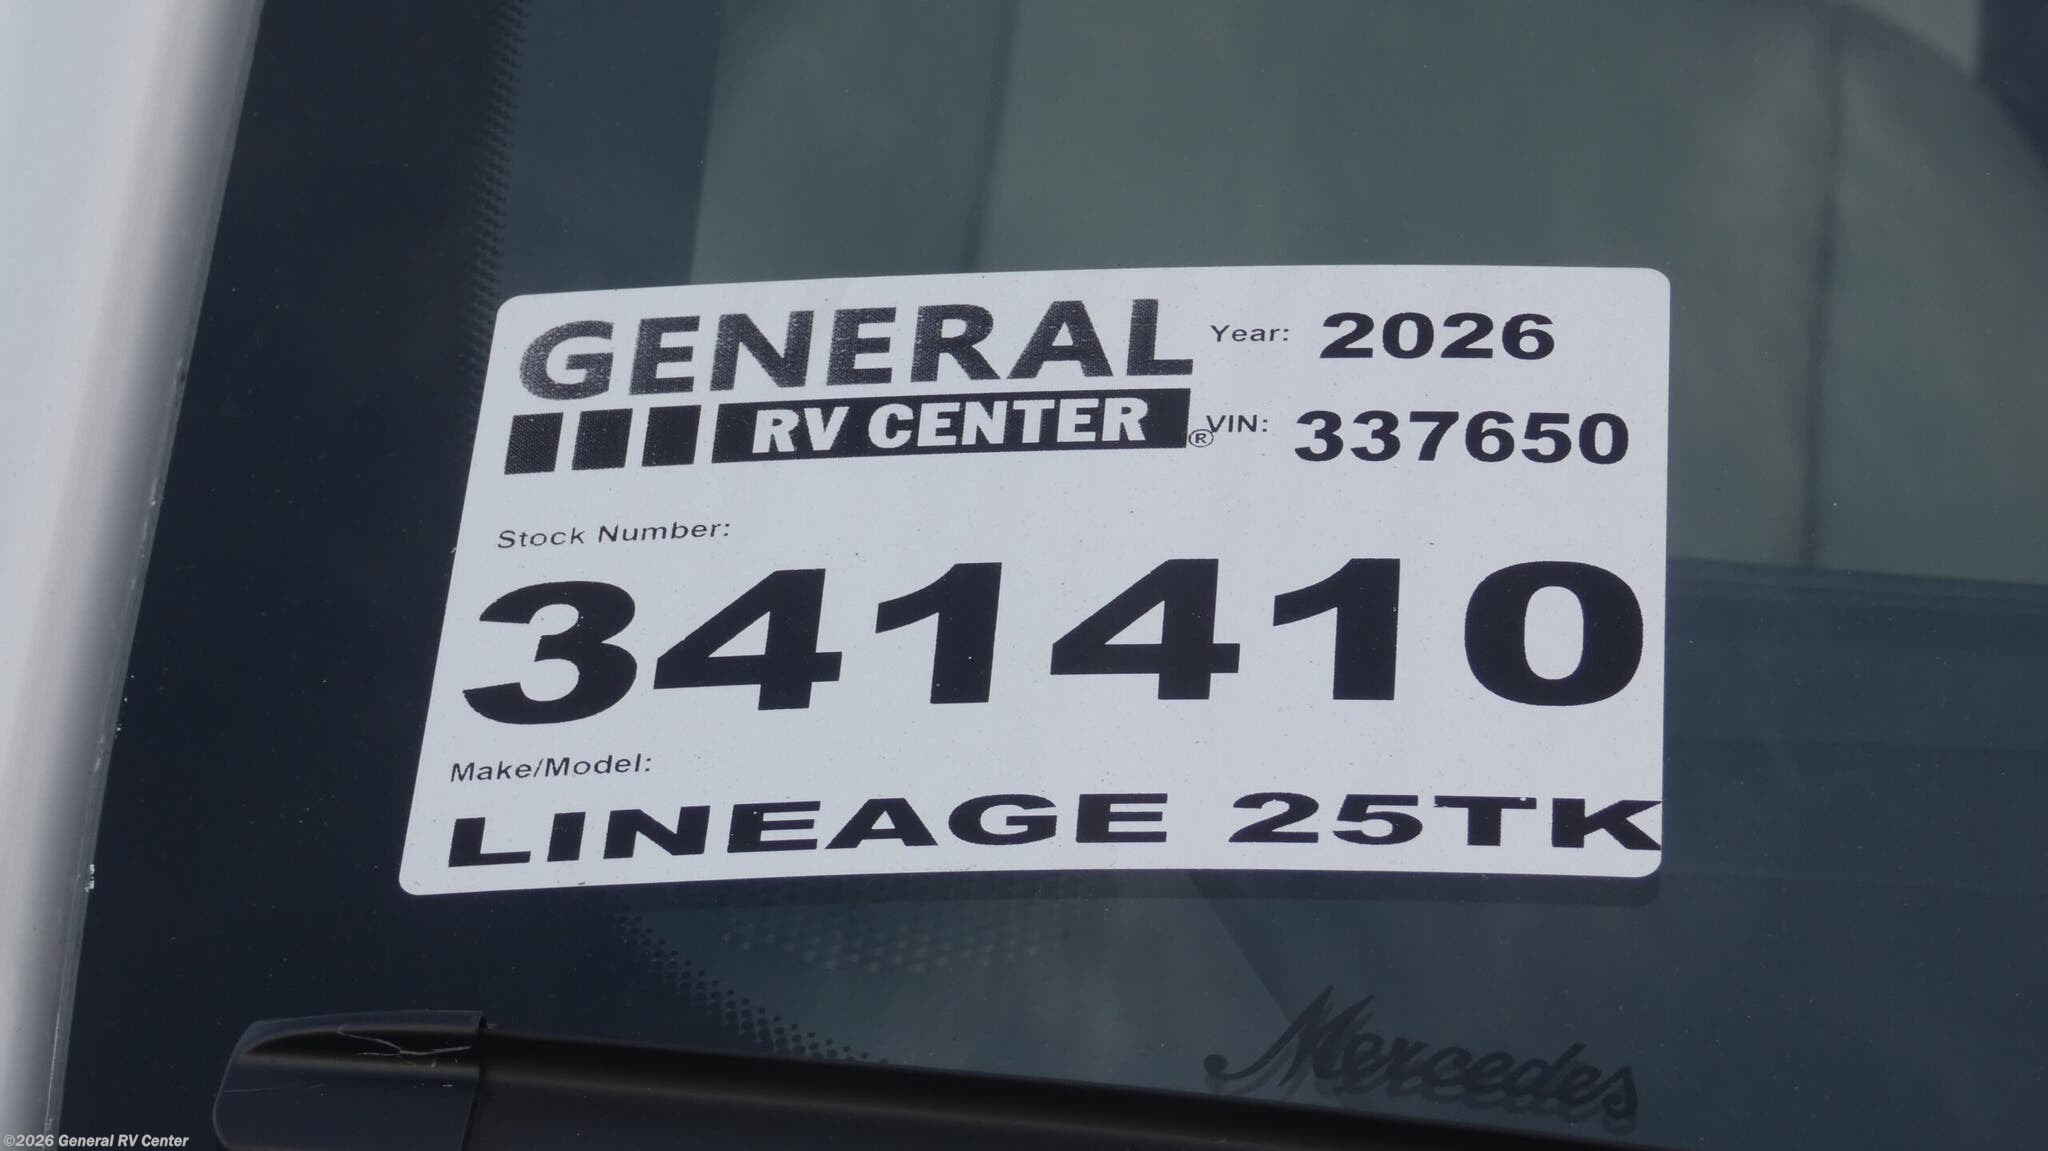 GENERAL
RV CENTER®
Year: 2026
VIN: 337650
Stock Number:
341410
Make/Model:
LINEAGE 25TK
Mercedes
©2026 General RV Center